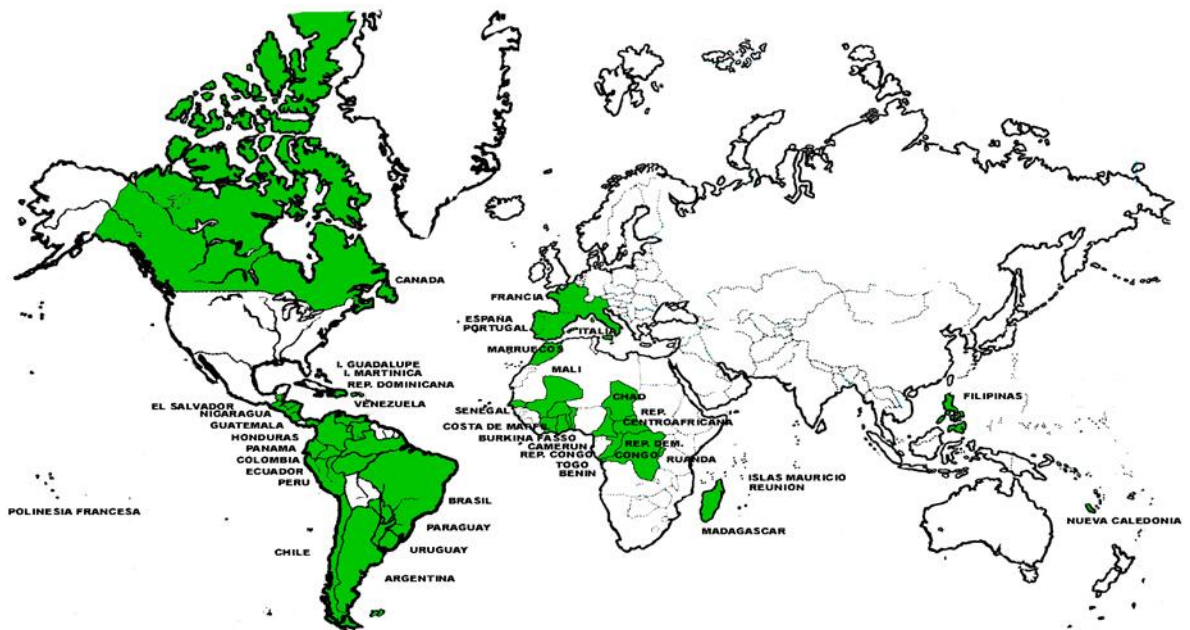 CANADA
FRANCIA
ESPAÑA
PORTUGAL
ITALIA
MARRUECOS
I. GUADALUPE
I. MARTINICA
REP. DOMINICANA
VENEZUELA
EL SALVADOR
NICARAGUA
GUATEMALA
HONDURAS
PANAMA
COLOMBIA
ECUADOR
PERU
BRASIL
PARAGUAY
URUGUAY
CHILE
ARGENTINA
POLINESIA FRANCESA
MALI
CHAD
SENEGAL
REP.
CENTROAFRICANA
COSTA DE MARFIL
BURKINA FASSO
CAMERUN
REP. CONGO
TOGO
BENIN
REP. DEM.
CONGO
RUANDA
ISLAS MAURICIO
REUNION
MADAGASCAR
FILIPINAS
NUEVA CALEDONIA